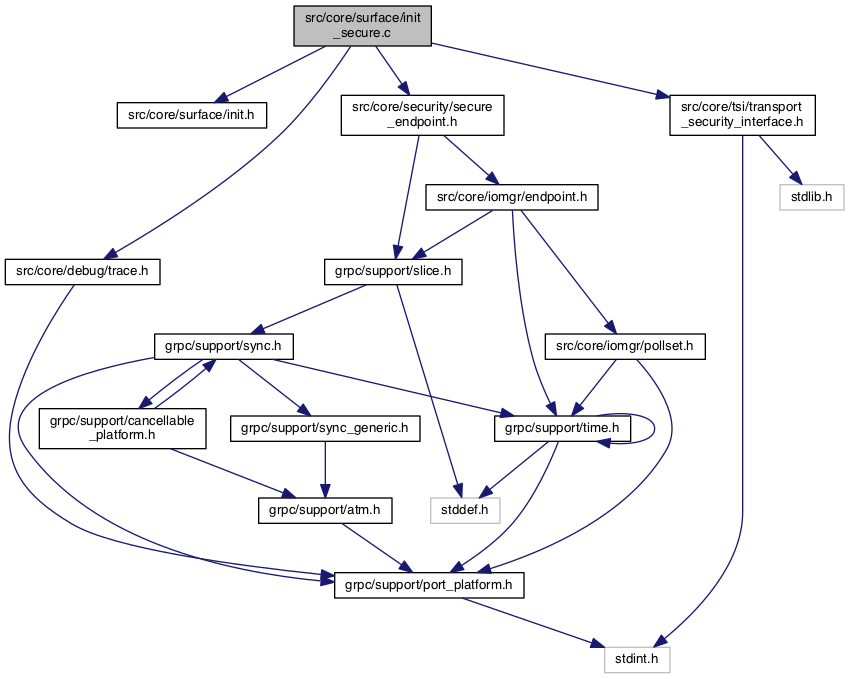 src/core/surface/init
_secure.c
src/core/surface/init.h
src/core/security/secure
_endpoint.h
src/core/tsi/transport
_security_interface.h
src/core/iomgr/endpoint.h
stdlib.h
src/core/debug/trace.h
grpc/support/slice.h
grpc/support/sync.h
src/core/iomgr/pollset.h
grpc/support/cancellable
_platform.h
grpc/support/sync_generic.h
grpc/support/time.h
grpc/support/atm.h
stddef.h
grpc/support/port_platform.h
stdint.h